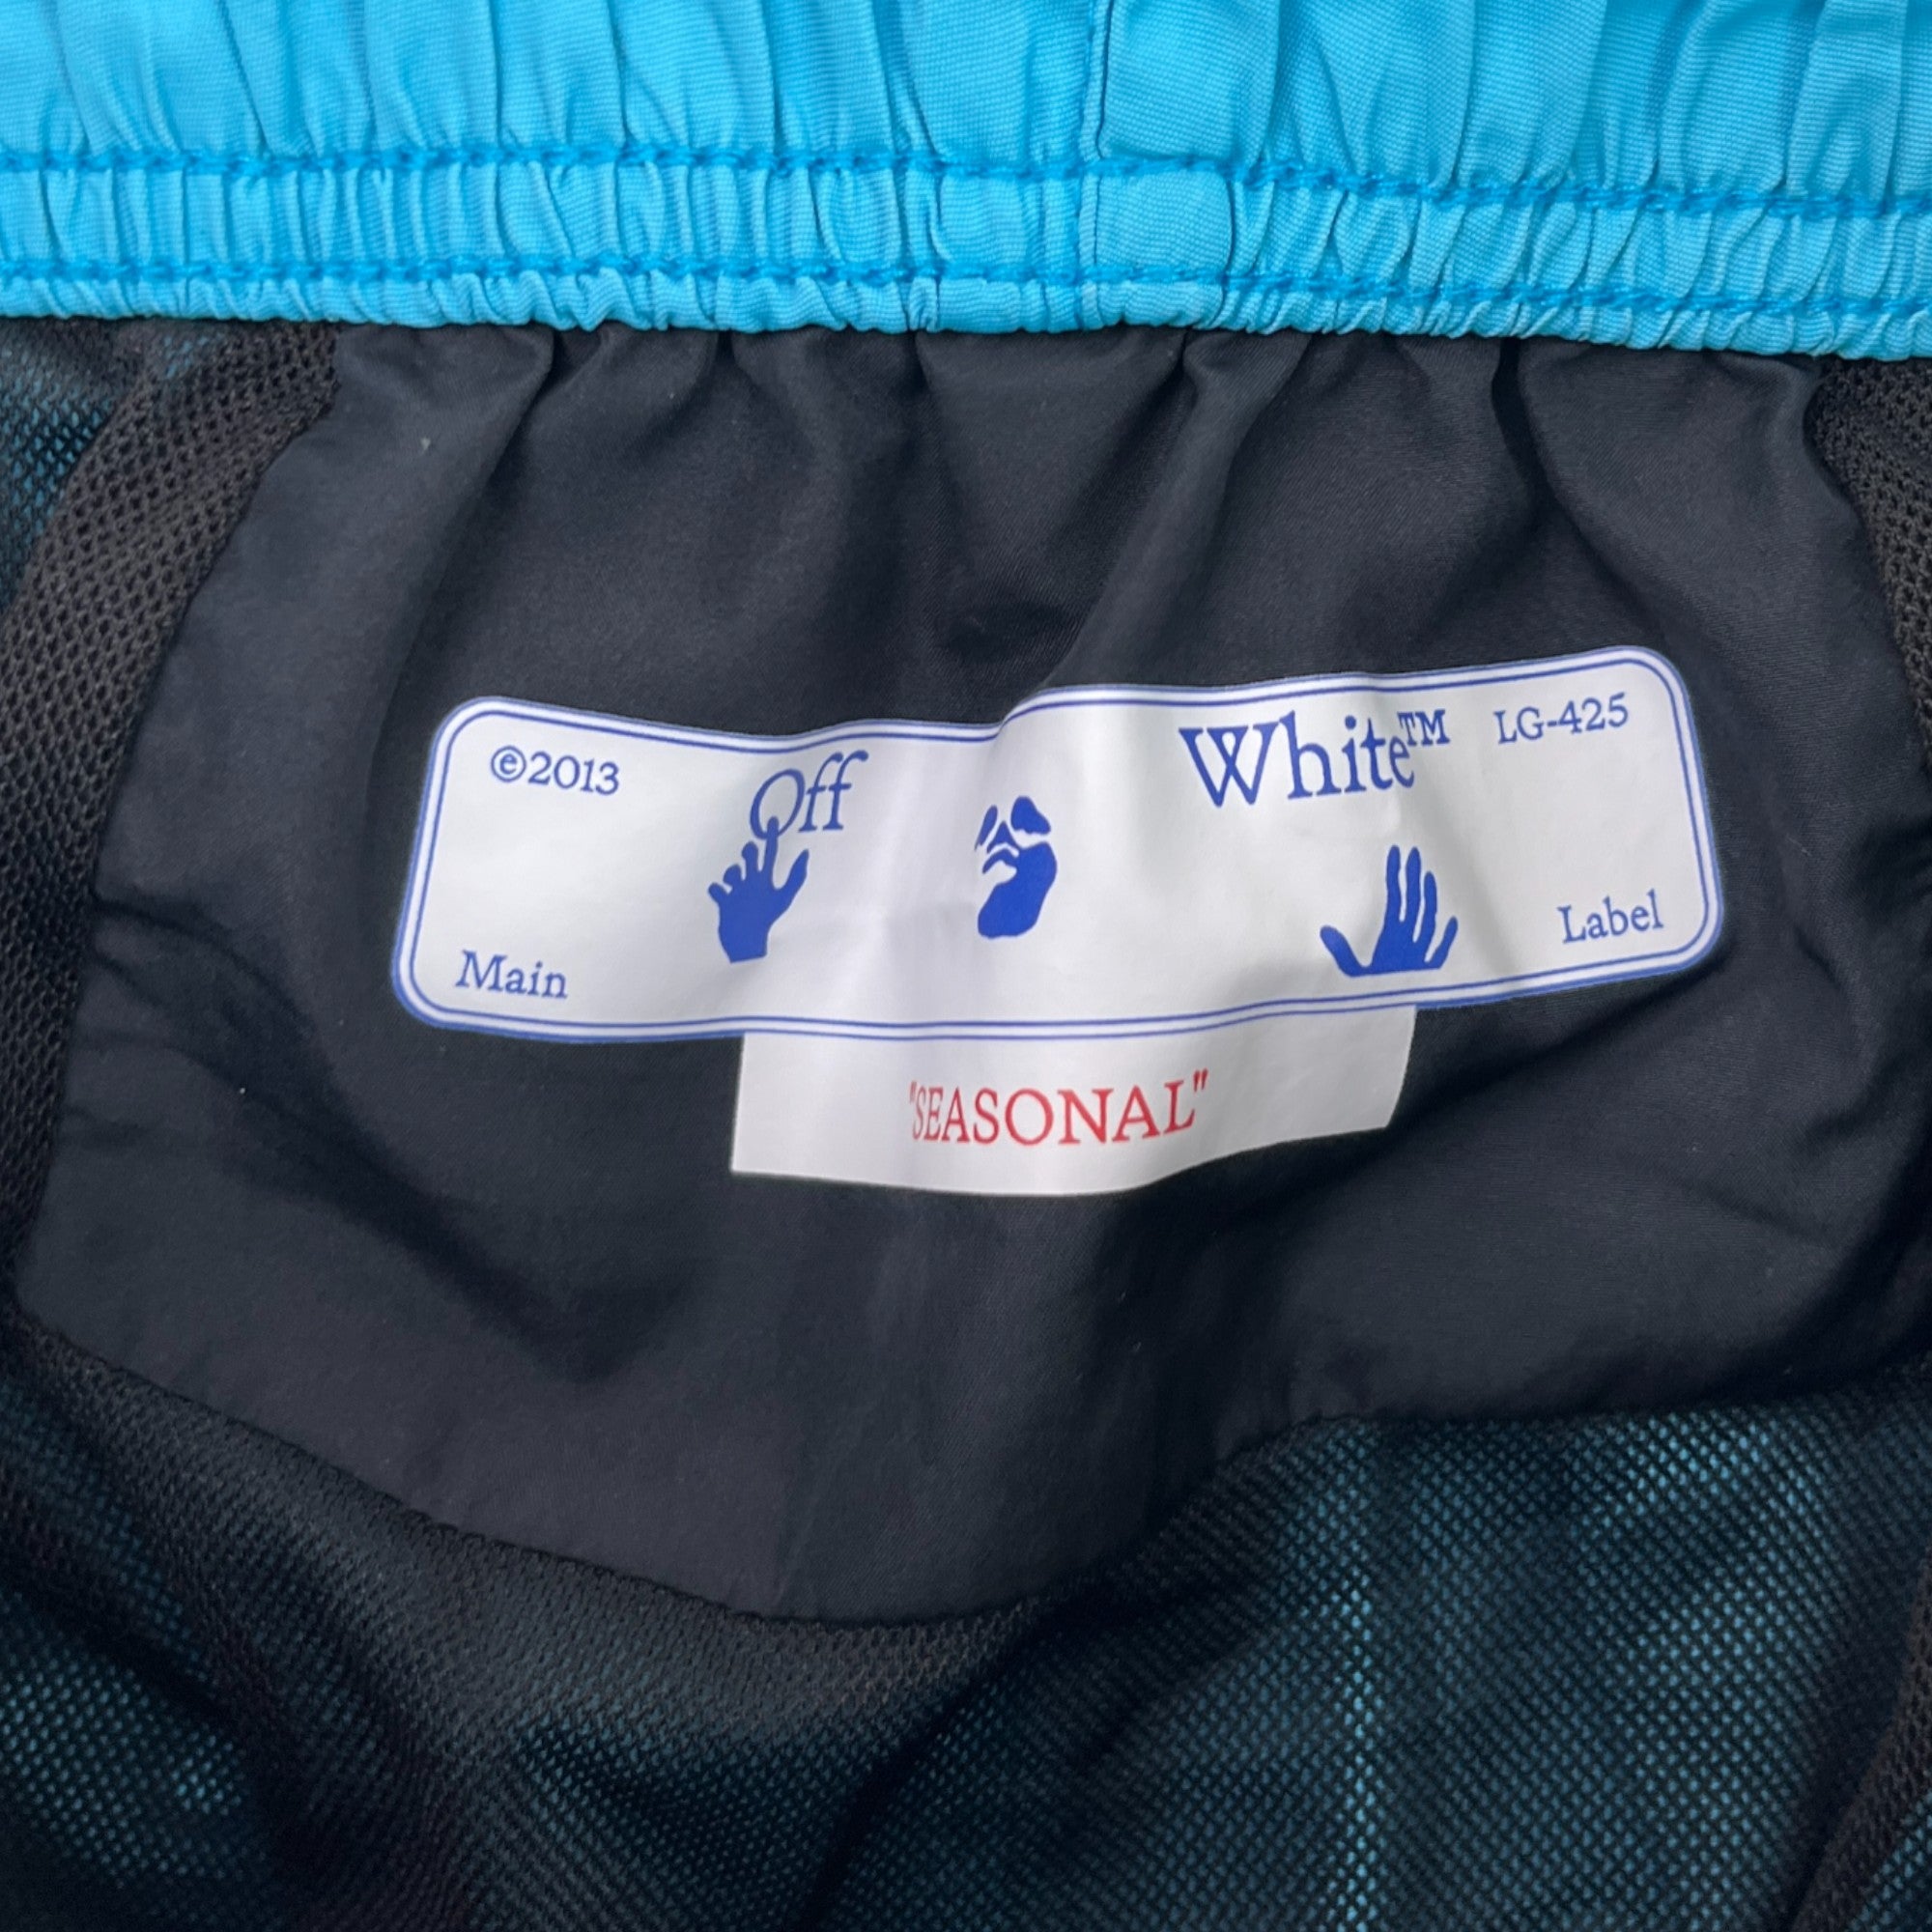 ©2013 Off White™ LG-425
Main Label
"SEASONAL"